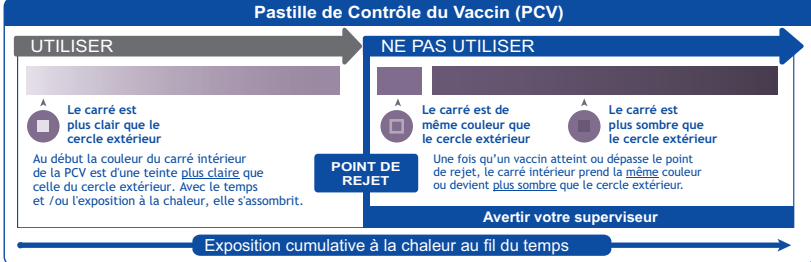 Pastille de Contrôle du Vaccin (PCV)
UTILISER
NE PAS UTILISER
Le carré est
plus clair que le
cercle extérieur
Le carré est de
même couleur que
le cercle extérieur
Le carré est
plus sombre que
le cercle extérieur
Au début la couleur du carré intérieur
de la PCV est d'une teinte plus claire que
celle du cercle extérieur. Avec le temps
et /ou l'exposition à la chaleur, elle s'assombrit.
POINT DE
REJET
Une fois qu'un vaccin atteint ou dépasse le point
de rejet, le carré intérieur prend la même couleur
ou devient plus sombre que le cercle extérieur.
Avertir votre superviseur
Exposition cumulative à la chaleur au fil du temps